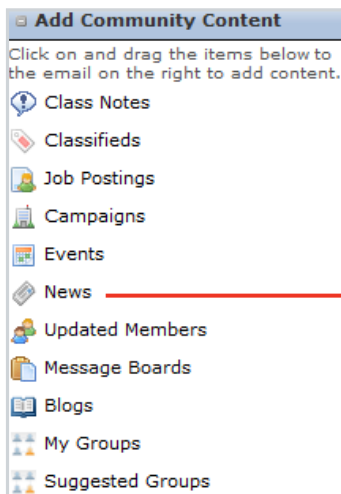 Add Community Content
Click on and drag the items below to
the email on the right to add content.
Class Notes
Classifieds
Job Postings
Campaigns
Events
News
Updated Members
Message Boards
Blogs
My Groups
Suggested Groups